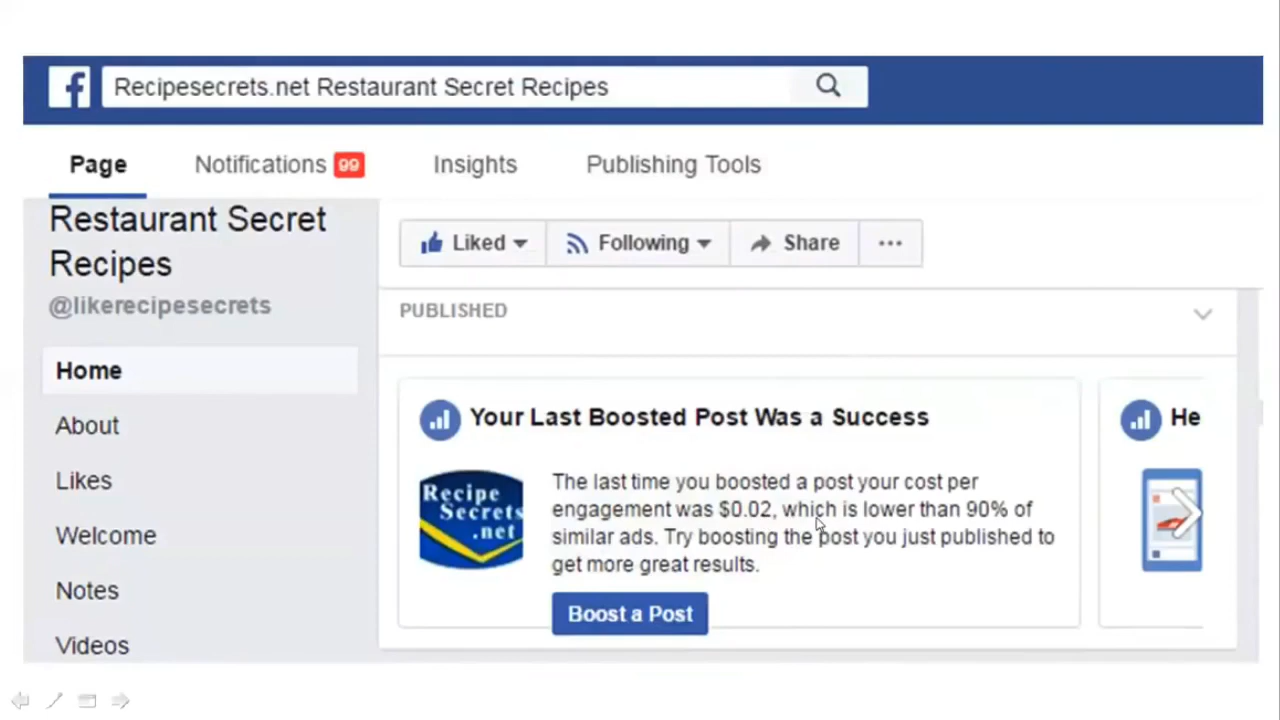 Recipesecrets.net Restaurant Secret Recipes
Page
Notifications 99
Insights
Publishing Tools
Restaurant Secret
Recipes
@likerecipesecrets
Home
About
Likes
Welcome
Notes
Videos
Liked
Following
Share
PUBLISHED
Your Last Boosted Post Was a Success
Recipe
Secrets
.net
The last time you boosted a post your cost per
engagement was $0.02, which is lower than 90% of
similar ads. Try boosting the post you just published to
get more great results.
Boost a Post
He